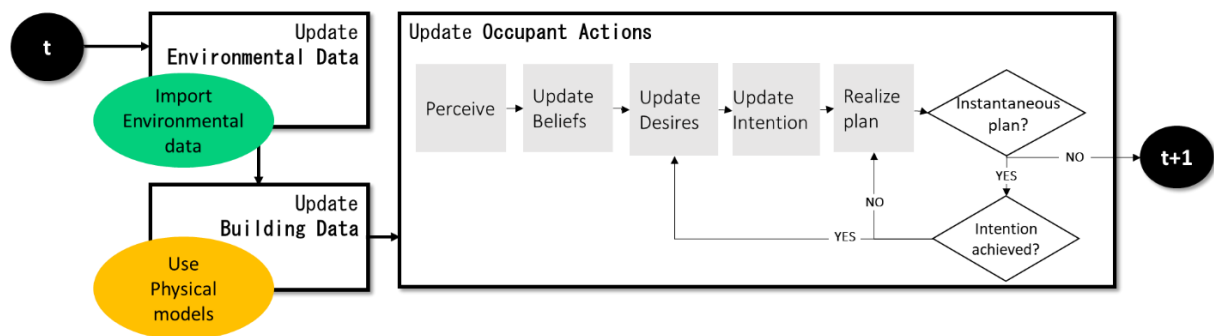 t
Update
Environmental Data
Import
Environmental
data
Update
Building Data
Use
Physical
models
Update Occupant Actions
Perceive
Update
Beliefs
Update
Desires
Update
Intention
Realize
plan
Instantaneous
plan?
NO
t+1
YES
NO
YES
Intention
achieved?